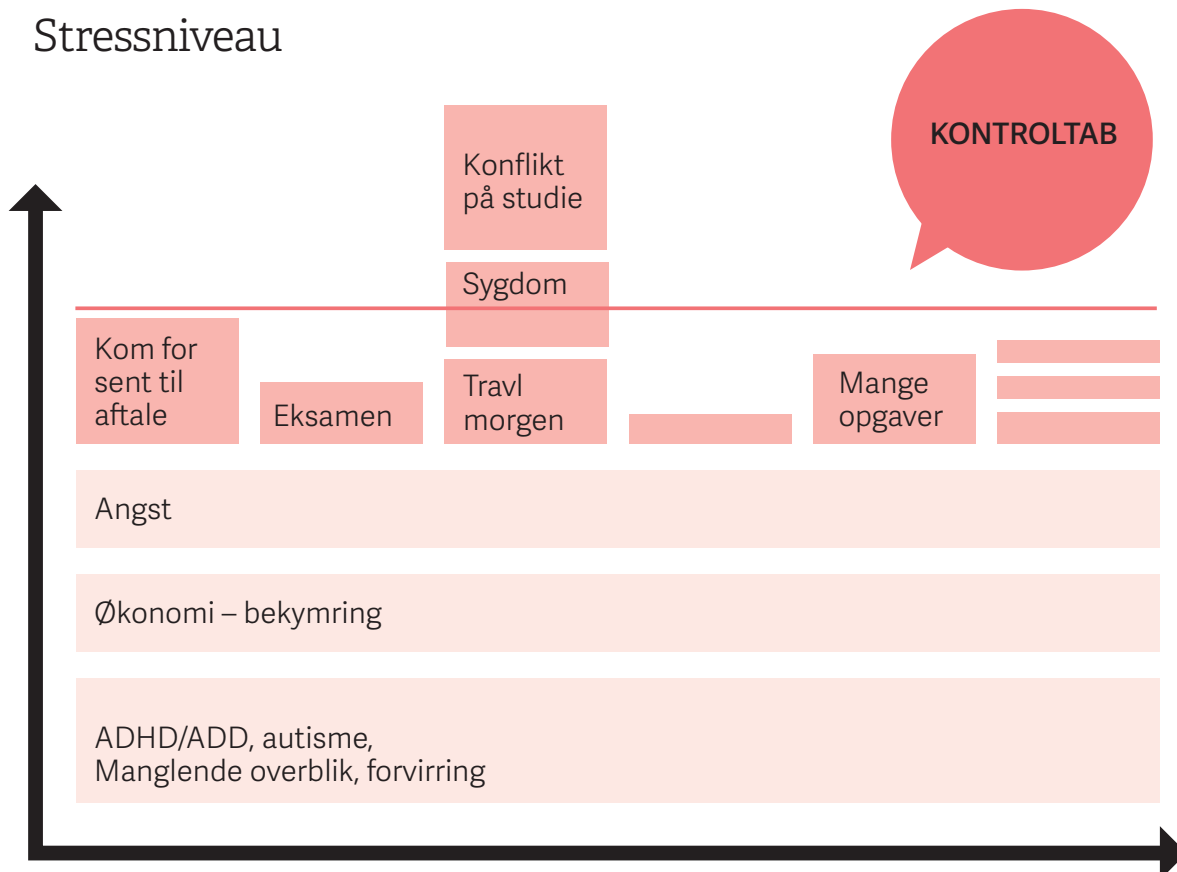 Stressniveau
KONTROLTAB
Konflikt
på studie
Sygdom
Kom for
sent til
aftale
Eksamen
Travl
morgen
Mange
opgaver
Angst
Økonomi – bekymring
ADHD/ADD, autisme,
Manglende overblik, forvirring